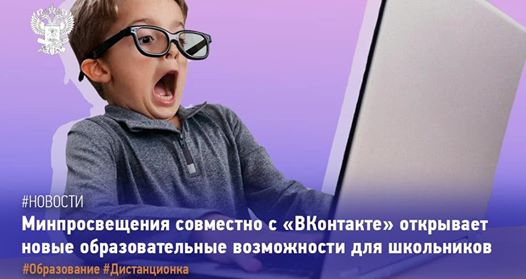 #НОВОСТИ
Минпросвещения совместно с «ВКонтакте» открывает
новые образовательные возможности для школьников
#Образование #Дистанционка